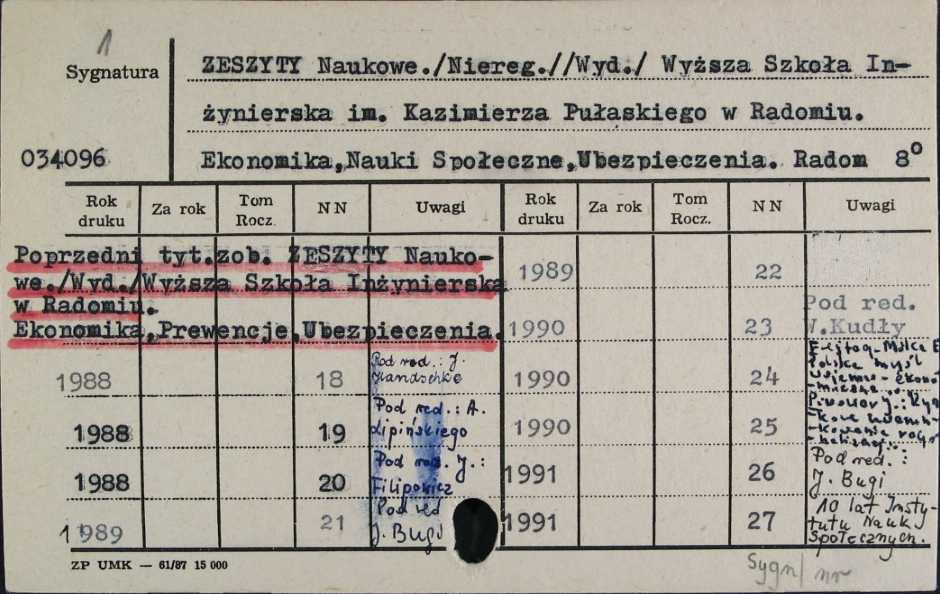 1
Sygnatura
034096
ZESZYTY Naukowe./Niereg.//Wyd./ Wyższa Szkoła In-
żynierska im. Kazimierza Pułaskiego w Radomiu.
Ekonomika,Nauki Społeczne,Ubezpieczenia. Radom 8°
Rok druku Za rok Tom Rocz. NN Uwagi Rok druku Za rok Tom Rocz. NN Uwagi
Poprzedni tyt.zob. ZESZYTY Nauko-
we./Wyd./Wyższa Szkoła Inżynierska
w Radomiu.
Ekonomika,Prewencje,Ubezpieczenia.
1988 18 Pod red.: J.
Handschke
1988 19 Pod red.: A.
Lipińskiego
1988 20 Pod red. J.:
Filipowicz
1989 21 Pod red
J. Bugi
1989 22
1990 23 Pod red.
W.Kudły
1990 24 Polska myśl
1990 25
1991 26 Pod red.:
J. Bugi
1991 27 10 lat Insty-
tutu Nauk
Społecznych.
ZP UMK — 61/87 15 000
Sygn/ nr